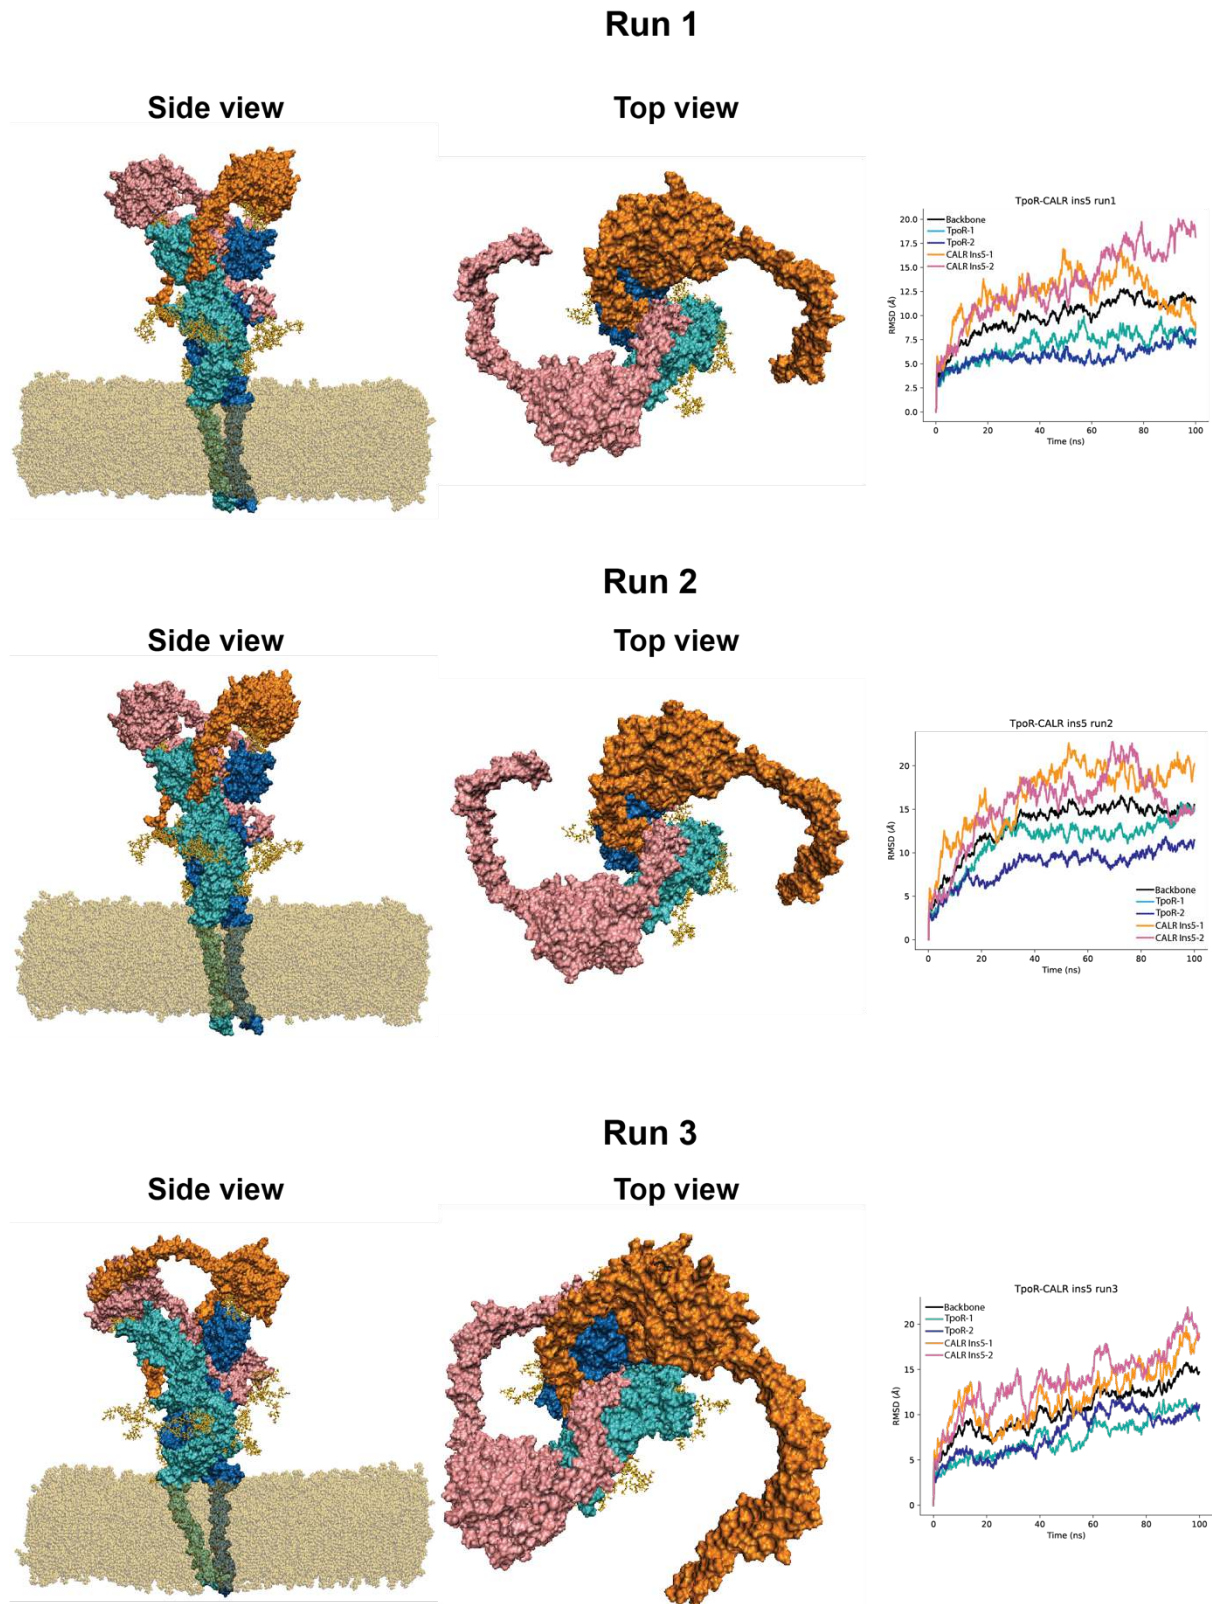 Run 1
Side view
Top view
TpoR-CALR ins5 run1
20.0
17.5
15.0
12.5
10.0
7.5
5.0
2.5
0.0
RMSD (Å)
Backbone
TpoR-1
TpoR-2
CALR Ins5-1
CALR Ins5-2
0 20 40 60 80 100
Time (ns)
Run 2
Side view
Top view
TpoR-CALR ins5 run2
20
15
10
5
0
RMSD (Å)
Backbone
TpoR-1
TpoR-2
CALR Ins5-1
CALR Ins5-2
0 20 40 60 80 100
Time (ns)
Run 3
Side view
Top view
TpoR-CALR ins5 run3
20
15
10
5
0
RMSD (Å)
Backbone
TpoR-1
TpoR-2
CALR Ins5-1
CALR Ins5-2
0 20 40 60 80 100
Time (ns)